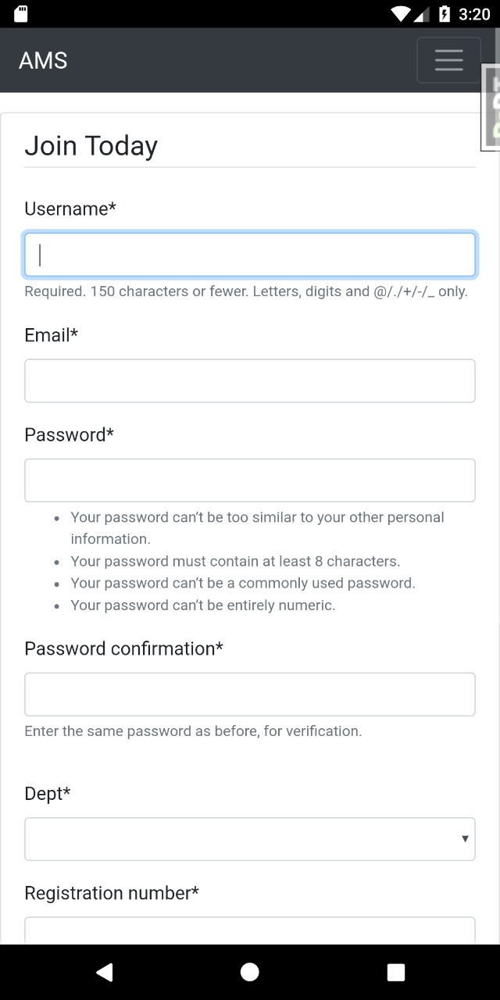 3:20
AMS
Join Today
Username*
Required. 150 characters or fewer. Letters, digits and @/./+/-/_ only.
Email*
Password*
• Your password can’t be too similar to your other personal
information.
• Your password must contain at least 8 characters.
• Your password can’t be a commonly used password.
• Your password can’t be entirely numeric.
Password confirmation*
Enter the same password as before, for verification.
Dept*
Registration number*